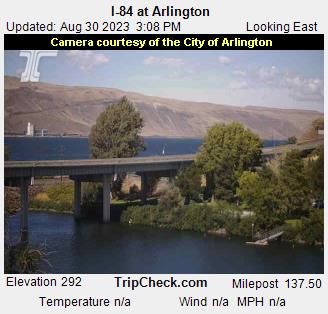 I-84 at Arlington
Updated: Aug 30 2023 3:08 PM Looking East
Camera courtesy of the City of Arlington
Elevation 292 TripCheck.com Milepost 137.50
Temperature n/a Wind n/a MPH n/a